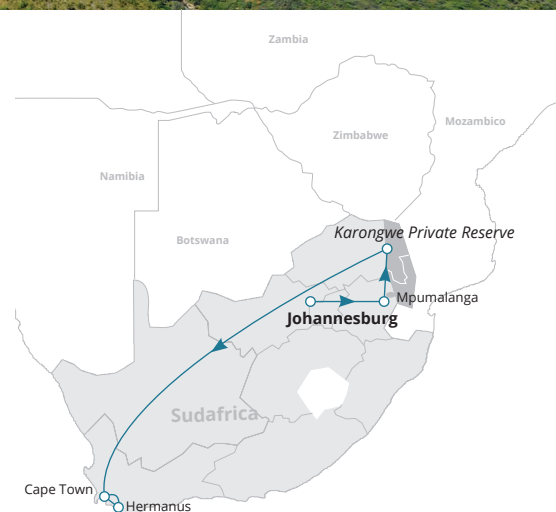 Zambia
Mozambico
Zimbabwe
Namibia
Karongwe Private Reserve
Botswana
Mpumalanga
Johannesburg
Sudafrica
Cape Town
Hermanus